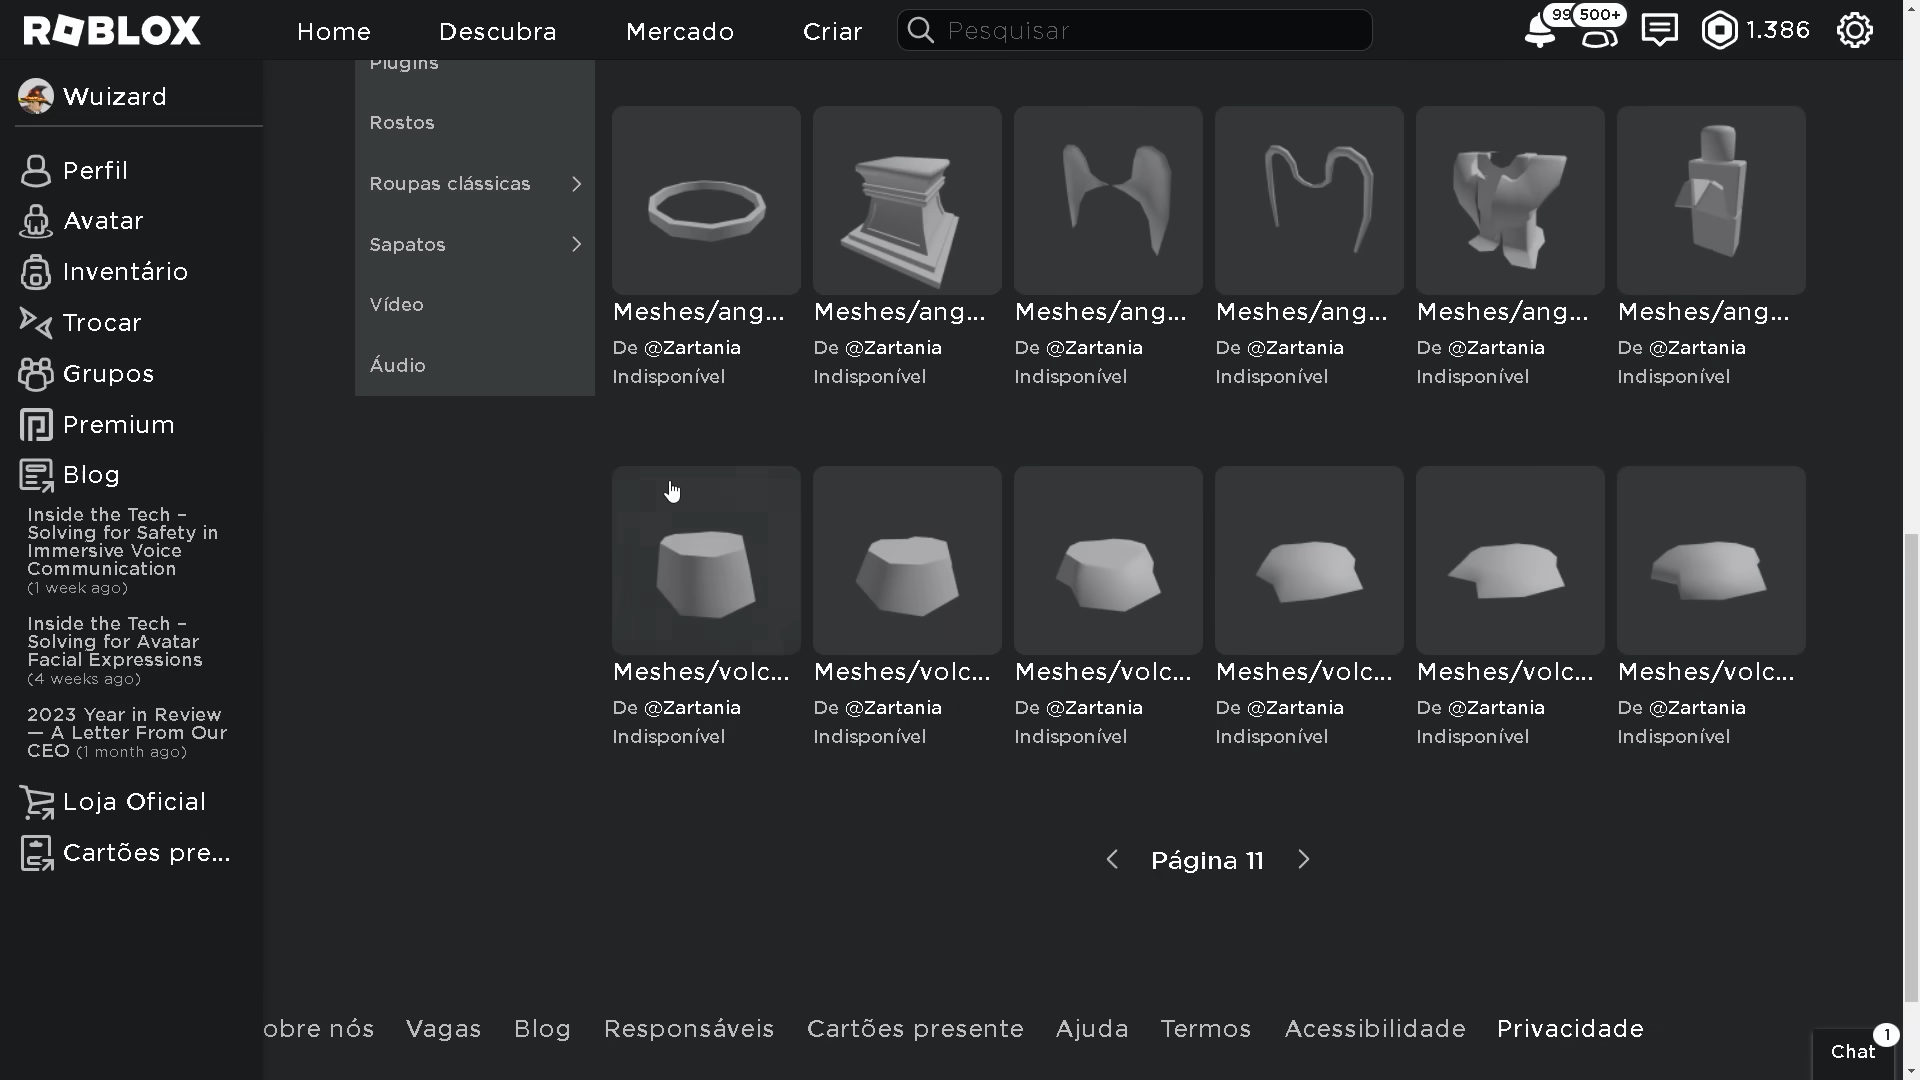 ROBLOX
Home
Descubra
Mercado
Criar
Pesquisar
99
500+
1.386
Wuizard
Perfil
Avatar
Inventário
Trocar
Grupos
Premium
Blog
Inside the Tech –
Solving for Safety in
Immersive Voice
Communication
(1 week ago)
Inside the Tech –
Solving for Avatar
Facial Expressions
(4 weeks ago)
2023 Year in Review
— A Letter From Our
CEO (1 month ago)
Loja Oficial
Cartões pre...
Plugins
Rostos
Roupas clássicas
Sapatos
Vídeo
Áudio
Meshes/ang...
De @Zartania
Indisponível
Meshes/ang...
De @Zartania
Indisponível
Meshes/ang...
De @Zartania
Indisponível
Meshes/ang...
De @Zartania
Indisponível
Meshes/ang...
De @Zartania
Indisponível
Meshes/ang...
De @Zartania
Indisponível
Meshes/volc...
De @Zartania
Indisponível
Meshes/volc...
De @Zartania
Indisponível
Meshes/volc...
De @Zartania
Indisponível
Meshes/volc...
De @Zartania
Indisponível
Meshes/volc...
De @Zartania
Indisponível
Meshes/volc...
De @Zartania
Indisponível
Página 11
obre nós
Vagas
Blog
Responsáveis
Cartões presente
Ajuda
Termos
Acessibilidade
Privacidade
Chat
1